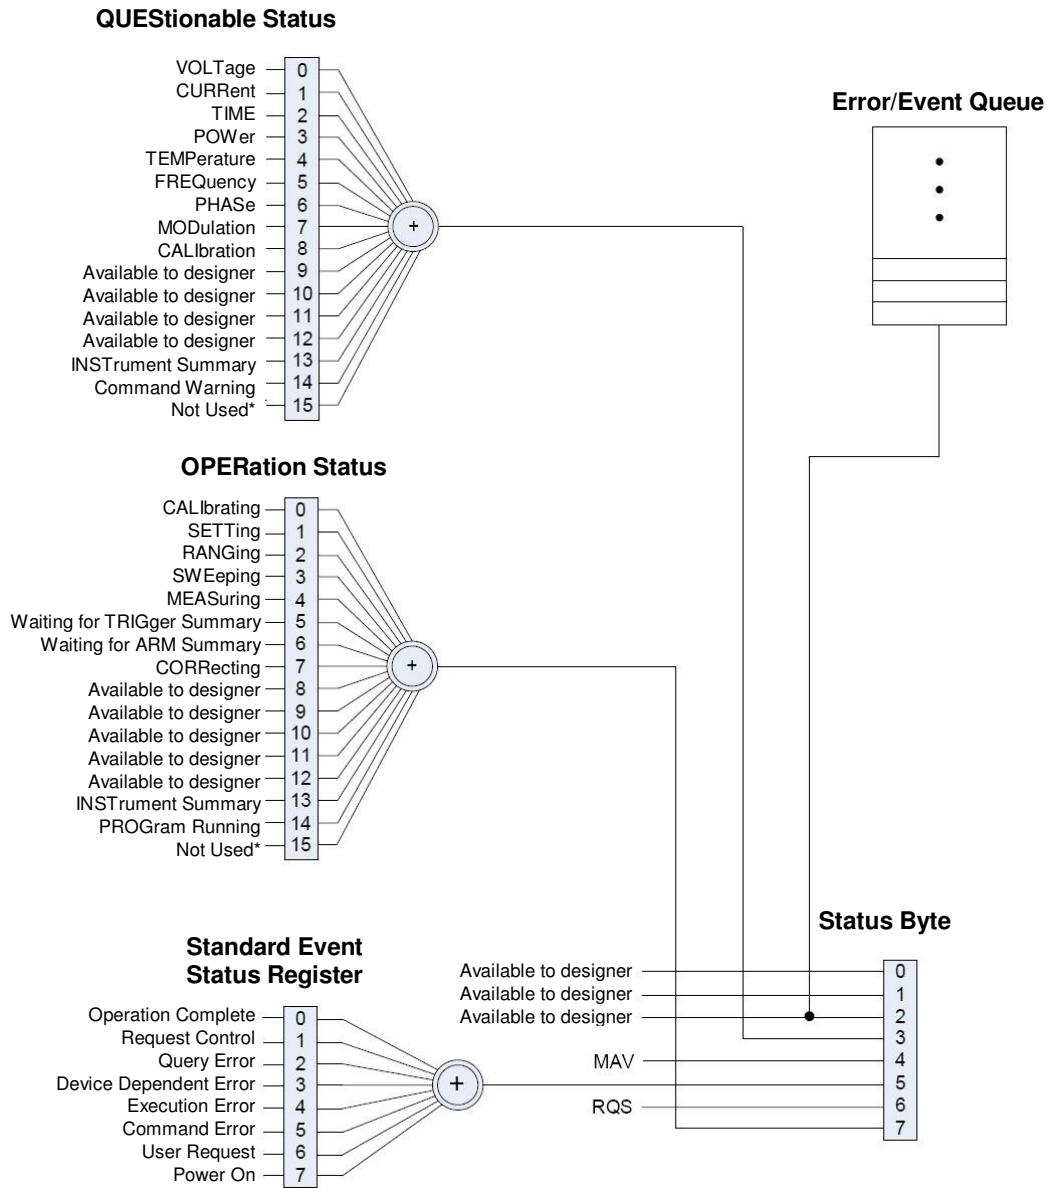 QUEStionable Status
VOLTage 0
CURRent 1
TIME 2
POWer 3
TEMPerature 4
FREQuency 5
PHASe 6
MODulation 7
CALIbration 8
Available to designer 9
Available to designer 10
Available to designer 11
Available to designer 12
INSTrument Summary 13
Command Warning 14
Not Used* 15
+
Error/Event Queue
OPERation Status
CALIbrating 0
SETTing 1
RANGing 2
SWEeping 3
MEASuring 4
Waiting for TRIGger Summary 5
Waiting for ARM Summary 6
CORRecting 7
Available to designer 8
Available to designer 9
Available to designer 10
Available to designer 11
Available to designer 12
INSTrument Summary 13
PROGram Running 14
Not Used* 15
+
Standard Event
Status Register
Operation Complete 0
Request Control 1
Query Error 2
Device Dependent Error 3
Execution Error 4
Command Error 5
User Request 6
Power On 7
+
Status Byte
Available to designer 0
Available to designer 1
Available to designer 2
3
MAV 4
5
RQS 6
7